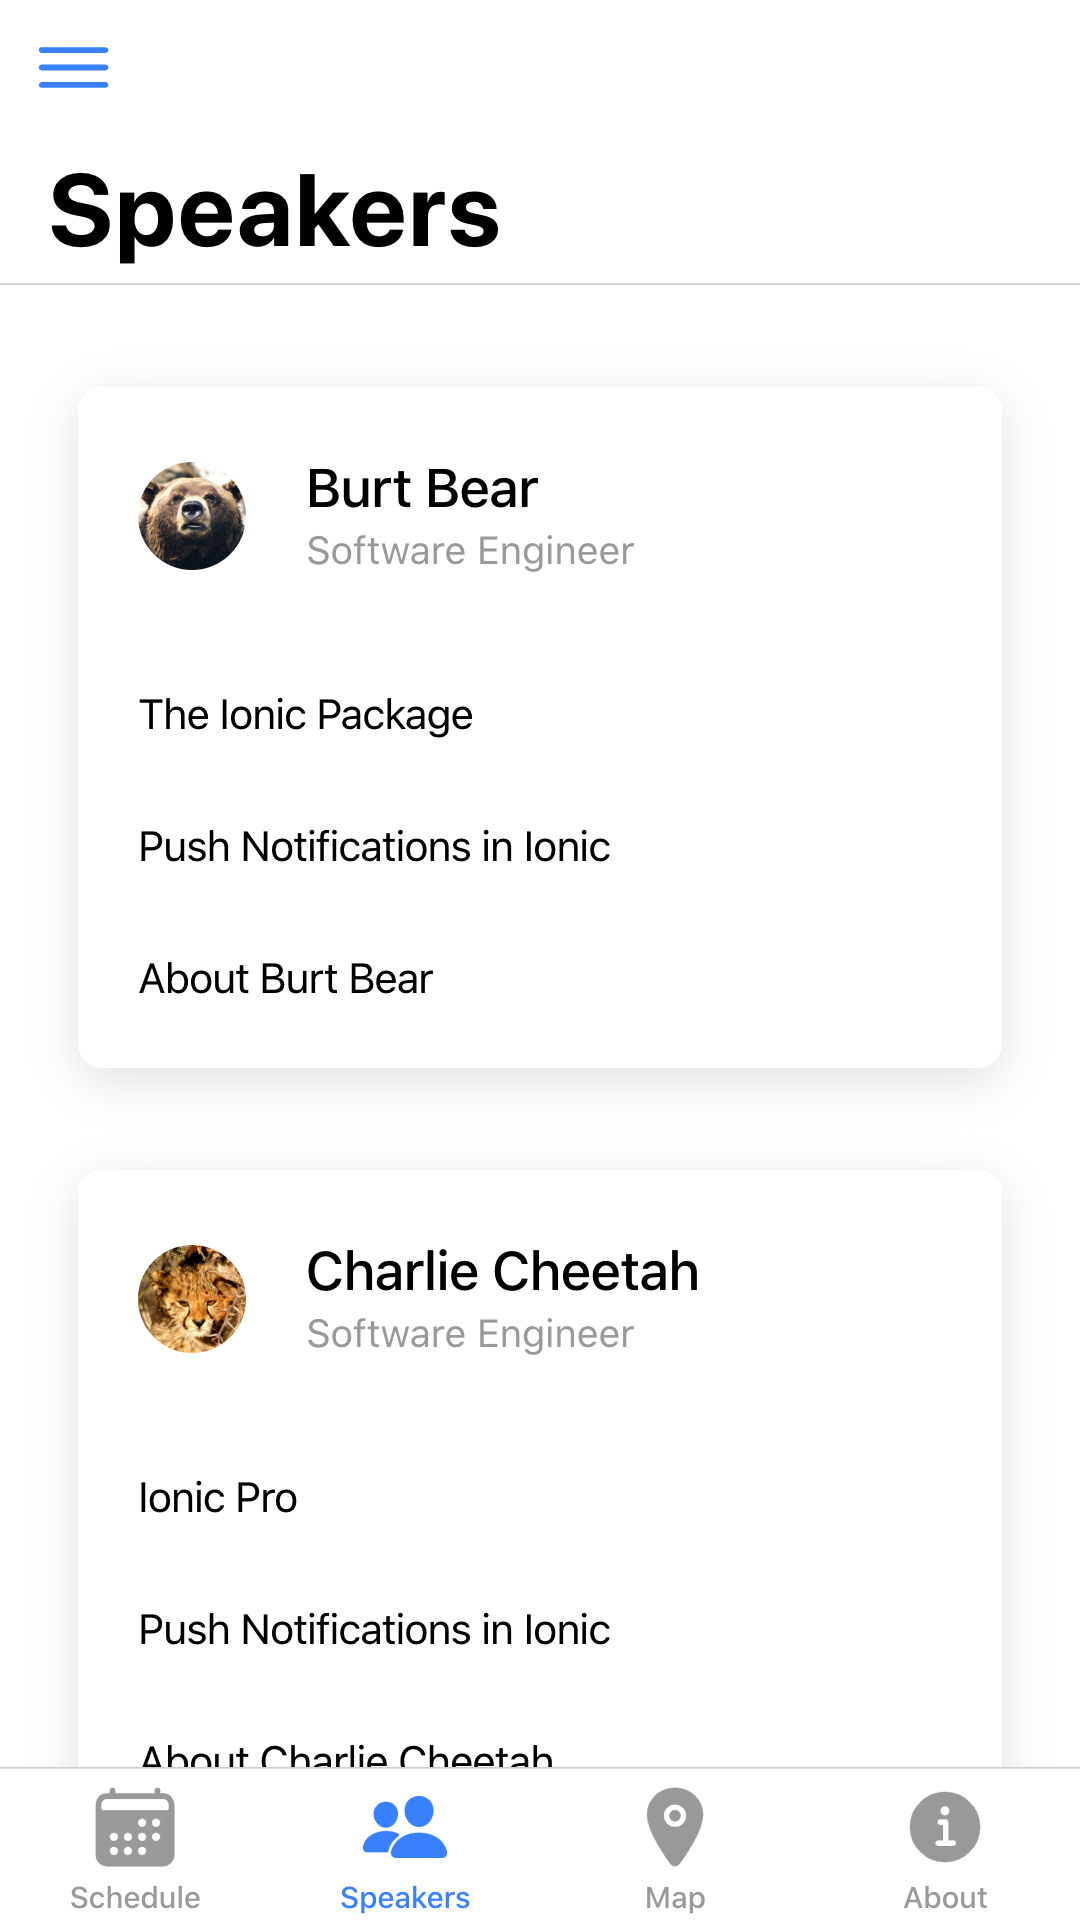 Speakers
Burt Bear
Software Engineer
The Ionic Package
Push Notifications in Ionic
About Burt Bear
Charlie Cheetah
Software Engineer
Ionic Pro
Push Notifications in Ionic
About Charlie Cheetah
Schedule
Speakers
Map
About